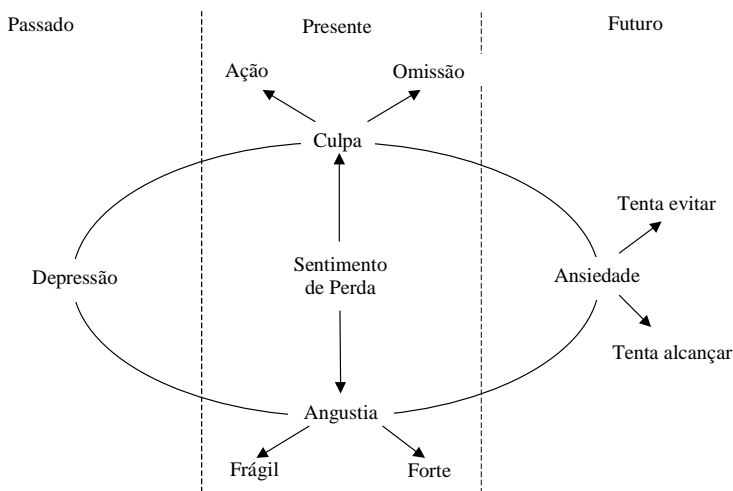 Passado
Presente
Futuro
Ação
Omissão
Culpa
Tenta evitar
Depressão
Sentimento
de Perda
Ansiedade
Tenta alcançar
Angustia
Frágil
Forte